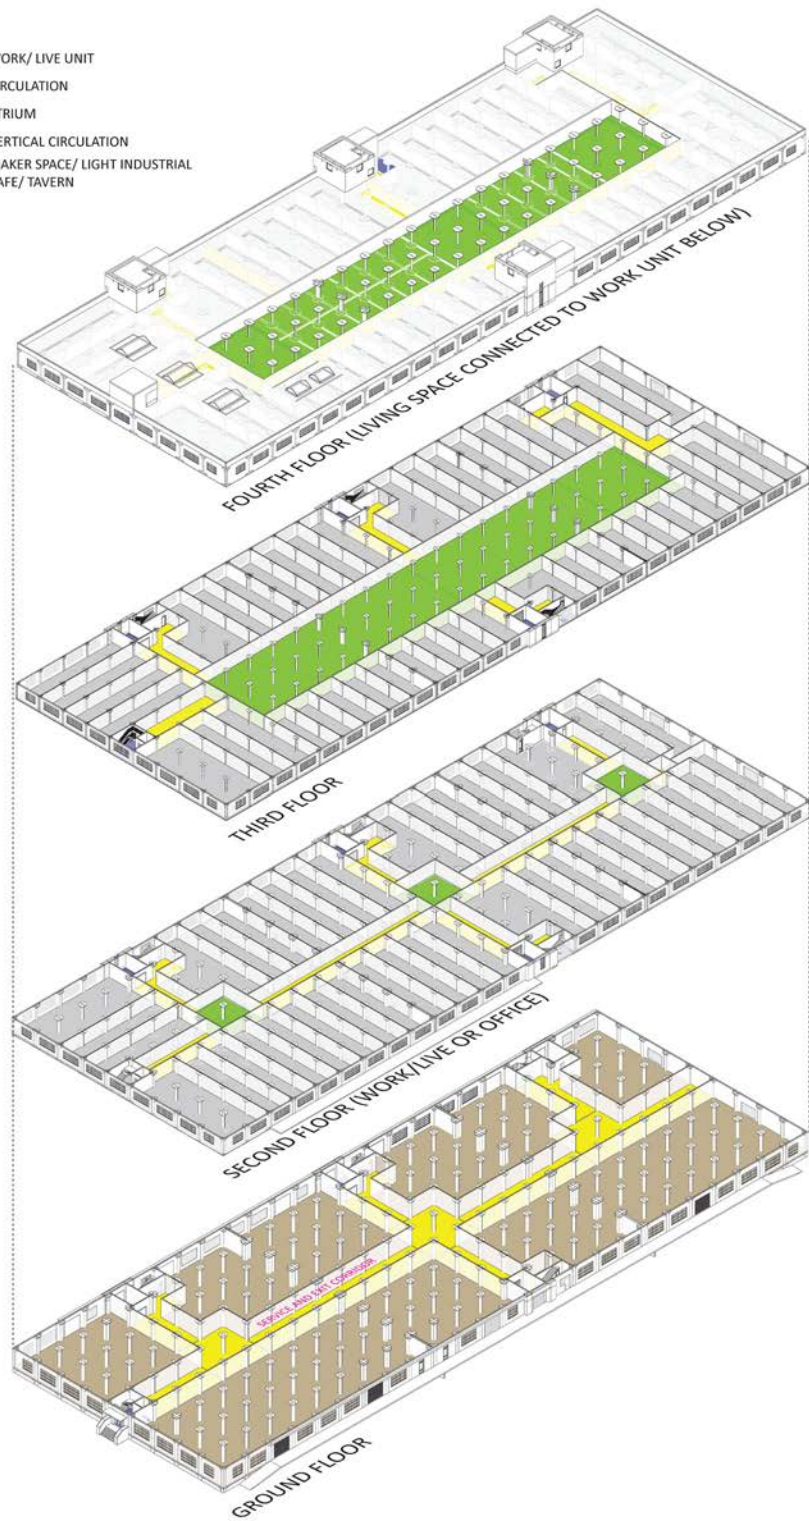 ORK/ LIVE UNIT
RCULATION
TRIUM
ERTICAL CIRCULATION
AKER SPACE/ LIGHT INDUSTRIAL
AFE/ TAVERN
FOURTH FLOOR (LIVING SPACE CONNECTED TO WORK UNIT BELOW)
THIRD FLOOR
SECOND FLOOR (WORK/LIVE OR OFFICE)
SERVICE AND EXIT CORRIDER
GROUND FLOOR